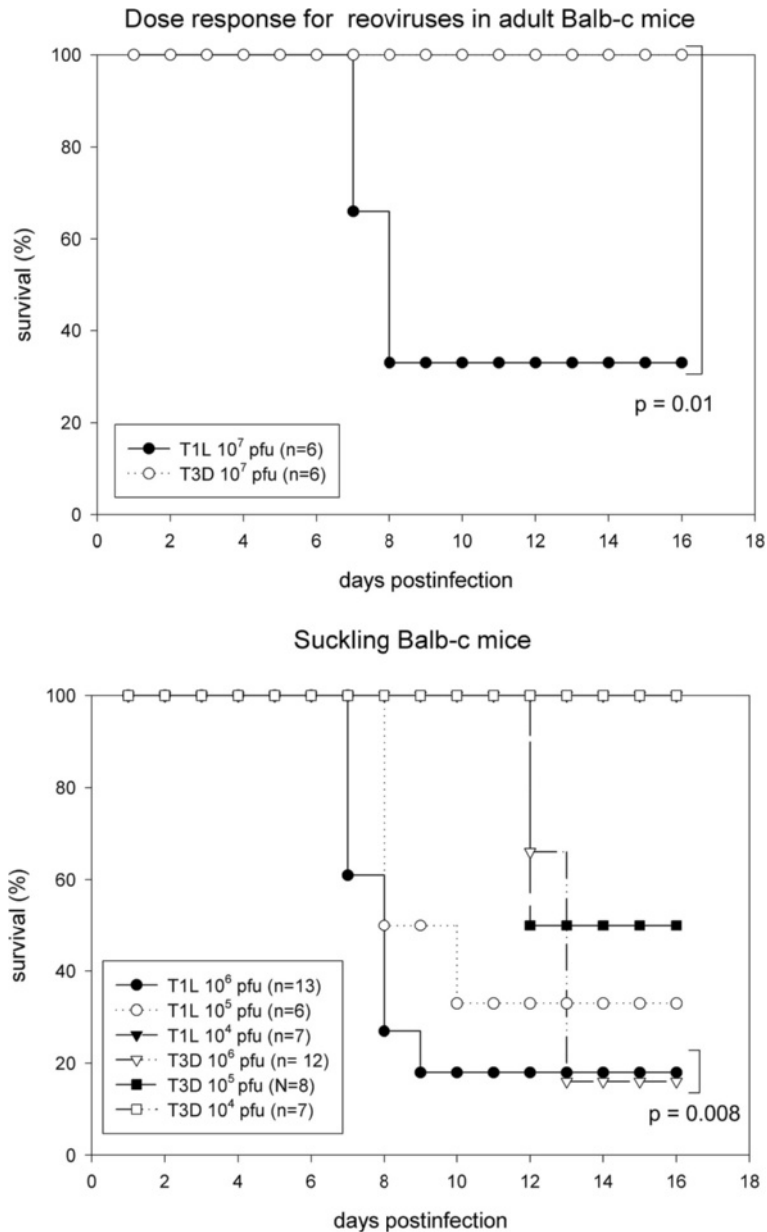 Dose response for reoviruses in adult Balb-c mice
100
80
60
40
20
0
survival (%)
p = 0.01
T1L 10⁷ pfu (n=6)
T3D 10⁷ pfu (n=6)
0 2 4 6 8 10 12 14 16 18
days postinfection
Suckling Balb-c mice
100
80
60
40
20
0
survival (%)
T1L 10⁶ pfu (n=13)
T1L 10⁵ pfu (n=6)
T1L 10⁴ pfu (n=7)
T3D 10⁶ pfu (n= 12)
T3D 10⁵ pfu (N=8)
T3D 10⁴ pfu (n=7)
p = 0.008
0 2 4 6 8 10 12 14 16 18
days postinfection